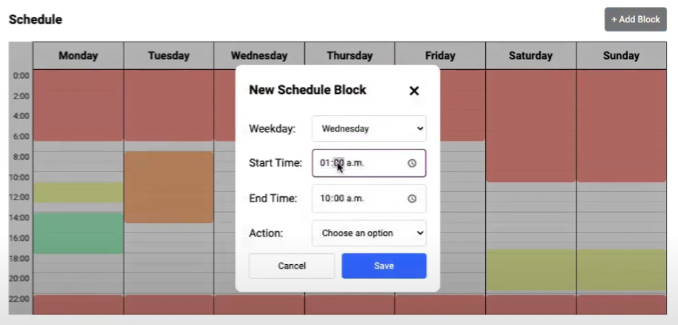 Schedule
+ Add Block
Monday Tuesday Wednesday Thursday Friday Saturday Sunday
0:00
2:00
4:00
6:00
8:00
10:00
12:00
14:00
16:00
18:00
20:00
22:00
New Schedule Block
Weekday: Wednesday
Start Time: 01:00 a.m.
End Time: 10:00 a.m.
Action: Choose an option
Cancel Save